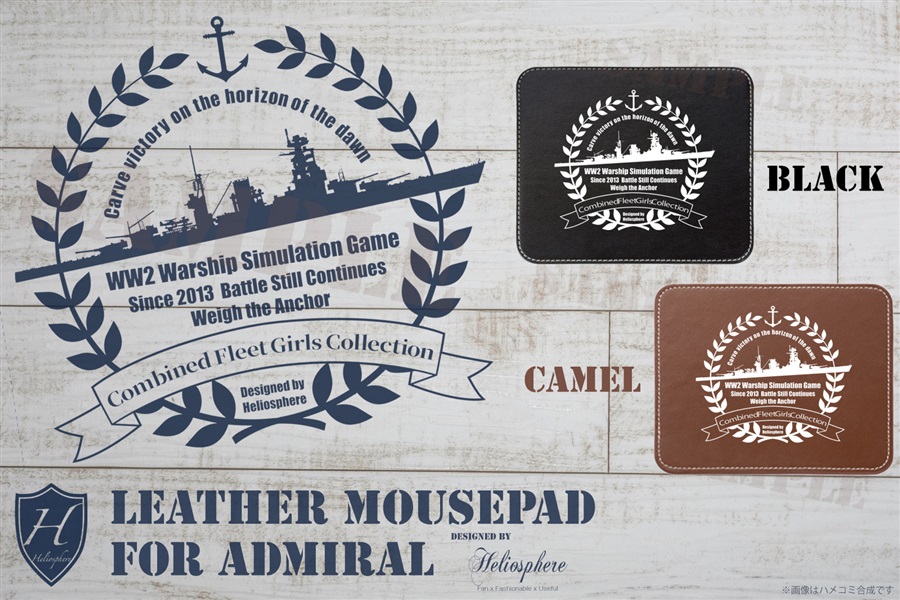 Carve victory on the horizon of the dawn
WW2 Warship Simulation Game
Since 2013 Battle Still Continues
Weigh the Anchor
Combined Fleet Girls Collection
Designed by
Heliosphere
Carve victory on the horizon of the dawn
WW2 Warship Simulation Game
Since 2013 Battle Still Continues
Weigh the Anchor
CombinedFleetGirlsCollection
Designed by
Heliosphere
BLACK
Carve victory on the horizon of the dawn
WW2 Warship Simulation Game
Since 2013 Battle Still Continues
Weigh the Anchor
CombinedFleetGirlsCollection
Designed by
Heliosphere
CAMEL
H
Heliosphere
LEATHER MOUSEPAD
FOR ADMIRAL
DESIGNED BY
Heliosphere
Fan x Fashionable x Useful
※画像はハメコミ合成です
SAMPLE